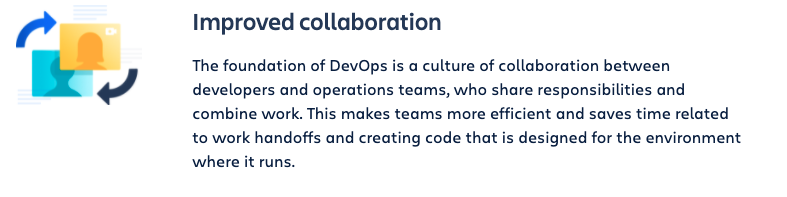 Improved collaboration
The foundation of DevOps is a culture of collaboration between
developers and operations teams, who share responsibilities and
combine work. This makes teams more efficient and saves time related
to work handoffs and creating code that is designed for the environment
where it runs.